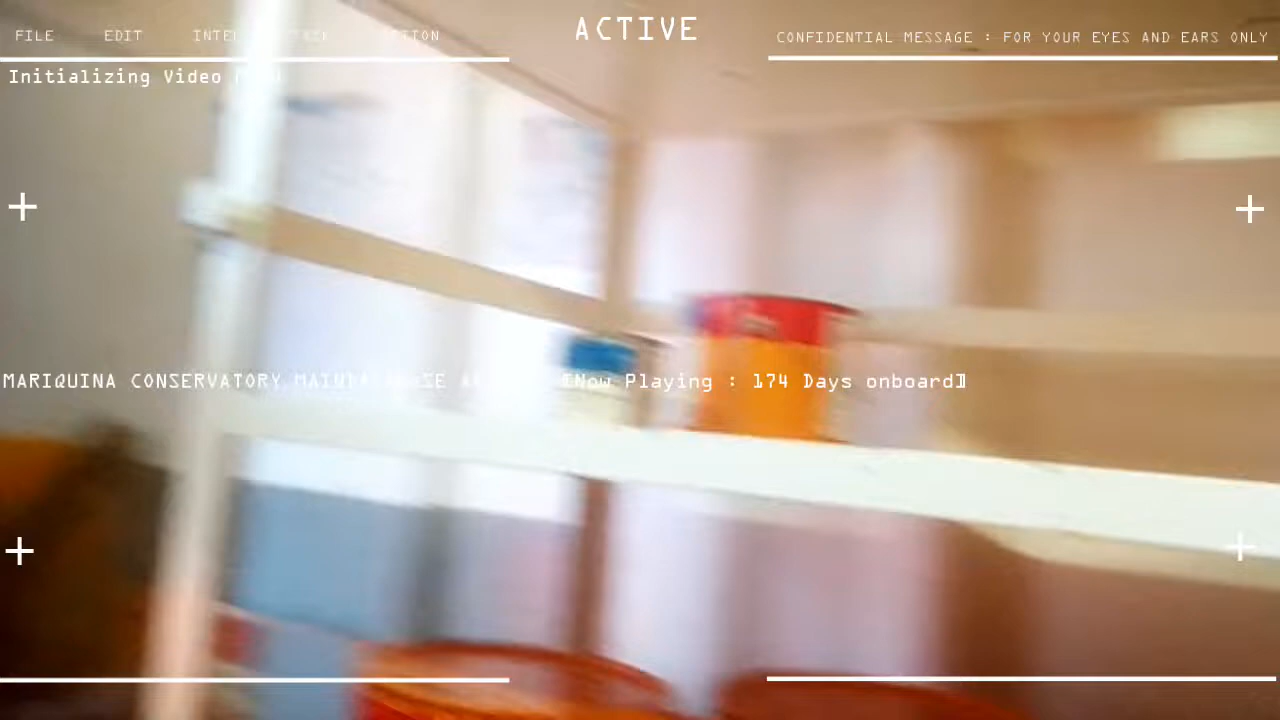 ACTIVE
FILE EDIT
CONFIDENTIAL MESSAGE : FOR YOUR EYES AND EARS ONLY
Initializing Video
MARIQUINA CONSERVATORY [Now Playing : 174 Days onboard]